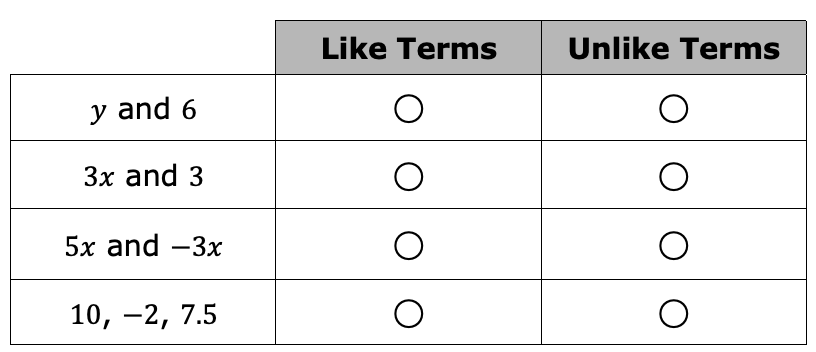 Like Terms Unlike Terms
y and 6
3x and 3
5x and −3x
10, −2, 7.5